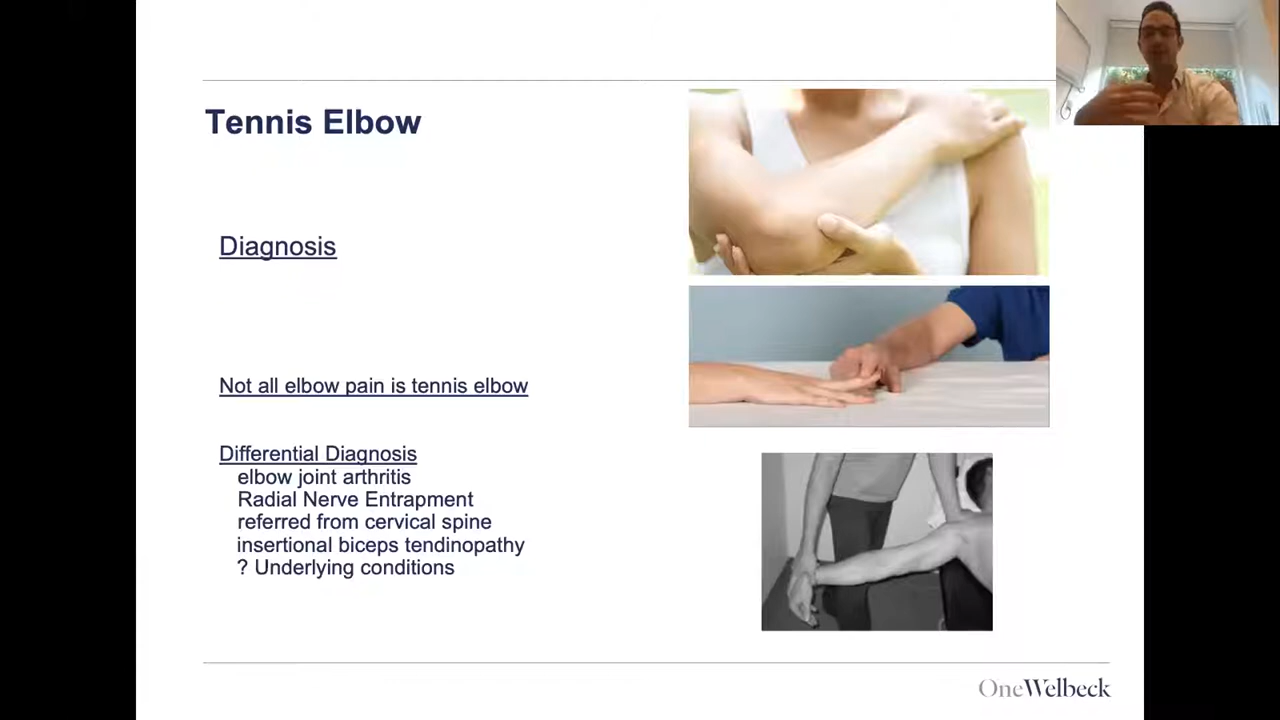 Tennis Elbow
Diagnosis
Not all elbow pain is tennis elbow
Differential Diagnosis
elbow joint arthritis
Radial Nerve Entrapment
referred from cervical spine
insertional biceps tendinopathy
? Underlying conditions
OneWelbeck